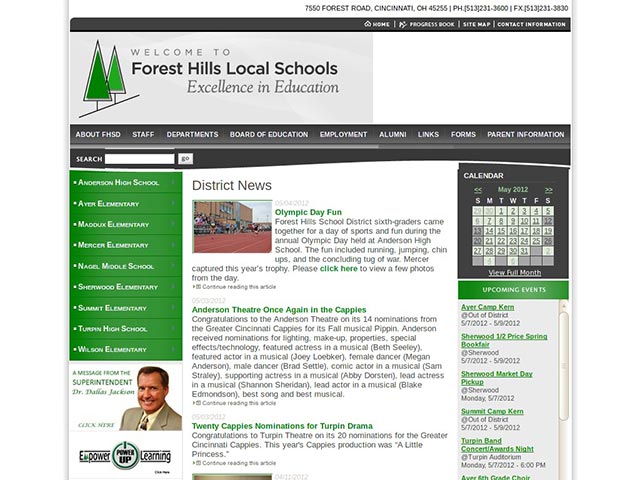 7550 FOREST ROAD, CINCINNATI, OH 45255 | PH.[513]231-3600 | FX.[513]231-3830
HOME | PROGRESS BOOK | SITE MAP | CONTACT INFORMATION
WELCOME TO
Forest Hills Local Schools
Excellence in Education
ABOUT FHSD STAFF DEPARTMENTS BOARD OF EDUCATION EMPLOYMENT ALUMNI LINKS FORMS PARENT INFORMATION
SEARCH go
Anderson High School
Ayer Elementary
Maddux Elementary
Mercer Elementary
Nagel Middle School
Sherwood Elementary
Summit Elementary
Turpin High School
Wilson Elementary
A MESSAGE FROM THE
SUPERINTENDENT
Dr. Dallas Jackson
CLICK HERE
Empower POWER UP Learning
Click Here
District News
05/04/2012
Olympic Day Fun
Forest Hills School District sixth-graders came
together for a day of sports and fun during the
annual Olympic Day held at Anderson High
School. The fun included running, jumping, chin
ups, and the concluding tug of war. Mercer
captured this year's trophy. Please click here to view a few photos
from the day.
Continue reading this article
05/03/2012
Anderson Theatre Once Again in the Cappies
Congratulations to the Anderson Theatre on its 14 nominations from
the Greater Cincinnati Cappies for its Fall musical Pippin. Anderson
received nominations for lighting, make-up, properties, special
effects/technology, featured actress in a musical (Beth Seeley),
featured actor in a musical (Joey Loebker), female dancer (Megan
Anderson), male dancer (Brad Settle), comic actor in a musical (Sam
Straley), supporting actress in a musical (Abby Dorsten), lead actress
in a musical (Shannon Sheridan), lead actor in a musical (Blake
Edmondson), best song and best musical.
Continue reading this article
05/03/2012
Twenty Cappies Nominations for Turpin Drama
Congratulations to Turpin Theatre on its 20 nominations for the Greater
Cincinnati Cappies. This year's Cappies production was "A Little
Princess."
Continue reading this article
04/11/2012
CALENDAR
<< May 2012 >>
S M T W T F S
29 30 1 2 3 4 5
6 7 8 9 10 11 12
13 14 15 16 17 18 19
20 21 22 23 24 25 26
27 28 29 30 31
View Full Month
UPCOMING EVENTS
Ayer Camp Kern
@Out of District
5/7/2012 - 5/9/2012
Sherwood 1/2 Price Spring
Bookfair
@Sherwood
5/7/2012 - 5/9/2012
Sherwood Market Day
Pickup
@Sherwood
Monday, 5/7/2012
Summit Camp Kern
@Out of District
5/7/2012 - 5/9/2012
Turpin Band
Concert/Awards Night
@Turpin Auditorium
Monday, 5/7/2012 - 6:00 PM
Ayer 6th Grade Choir